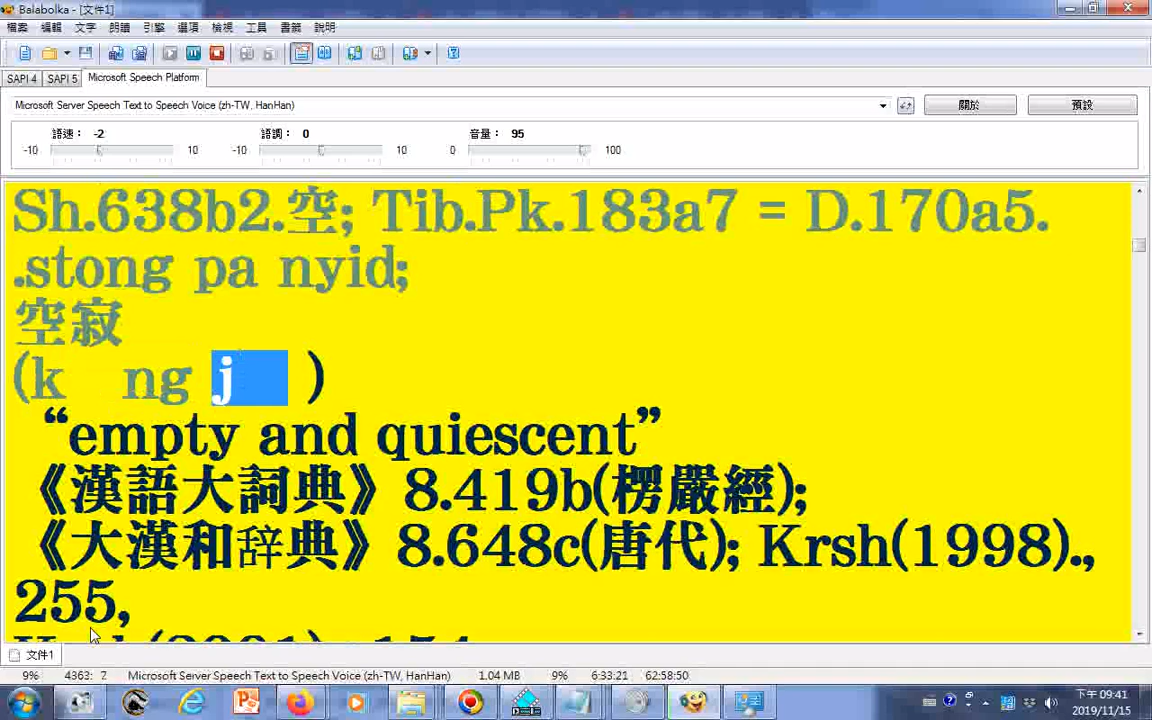 Balabolka - [文件1]
檔案 編輯 文字 朗讀 引擎 選項 檢視 工具 書籤 說明
SAPI 4 SAPI 5 Microsoft Speech Platform
Microsoft Server Speech Text to Speech Voice (zh-TW, HanHan) 關於 預設
語速： -2 語調： 0 音量： 95
-10 10 -10 10 0 100
Sh.638b2.空; Tib.Pk.183a7 = D.170a5.
.stong pa nyid;
空寂
(k ng j )
“empty and quiescent”
《漢語大詞典》 8.419b(楞嚴經);
《大漢和辞典》 8.648c(唐代); Krsh(1998).,
255,
文件1
9% 4363: 7 Microsoft Server Speech Text to Speech Voice (zh-TW, HanHan) 1.04 MB 9% 6:33:21 62:58:50
下午 09:41
2019/11/15